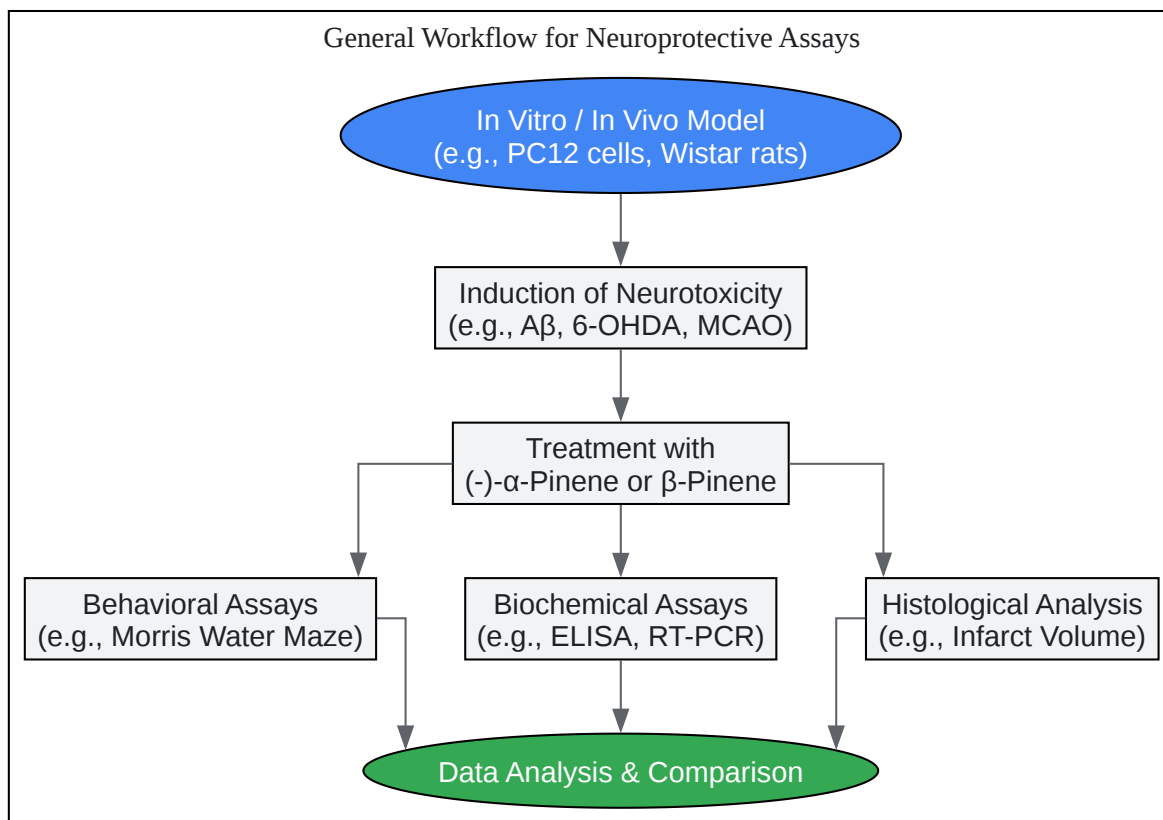 General Workflow for Neuroprotective Assays
In Vitro / In Vivo Model
(e.g., PC12 cells, Wistar rats)
Induction of Neurotoxicity
(e.g., Aβ, 6-OHDA, MCAO)
Treatment with
(-)-α-Pinene or β-Pinene
Behavioral Assays
(e.g., Morris Water Maze)
Biochemical Assays
(e.g., ELISA, RT-PCR)
Histological Analysis
(e.g., Infarct Volume)
Data Analysis & Comparison